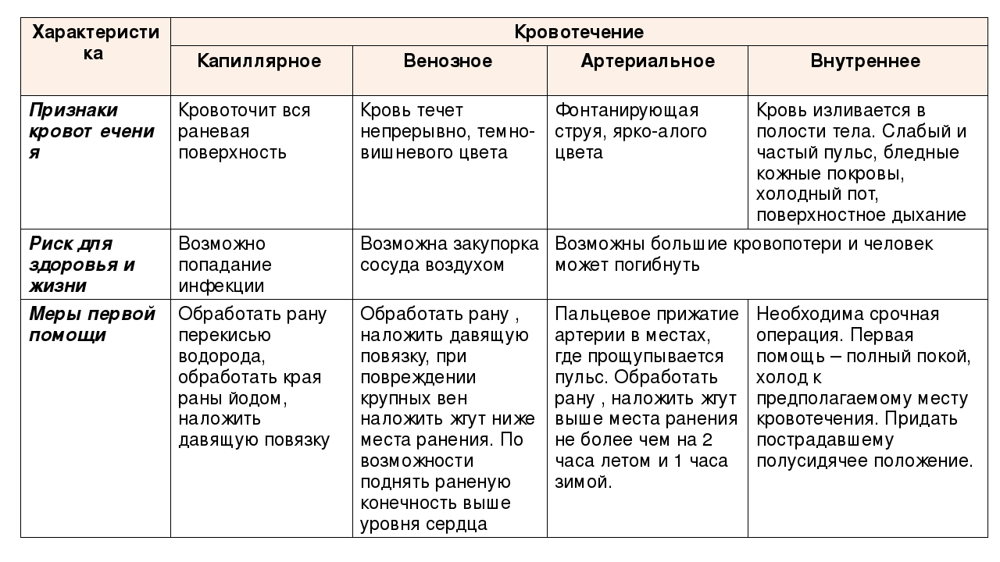 Характеристи
ка
Кровотечение
Капиллярное
Венозное
Артериальное
Внутреннее
Признаки
кровот ечени
я
Кровоточит вся
раневая
поверхность
Кровь течет
непрерывно, темно-
вишневого цвета
Фонтанирующая
струя, ярко-алого
цвета
Кровь изливается в
полости тела. Слабый и
частый пульс, бледные
кожные покровы,
холодный пот,
поверхностное дыхание
Риск для
здоровья и
жизни
Возможно
попадание
инфекции
Возможна закупорка
сосуда воздухом
Возможны большие кровопотери и человек
может погибнуть
Меры первой
помощи
Обработать рану
перекисью
водорода,
обработать края
раны йодом,
наложить
давящую повязку
Обработать рану ,
наложить давящую
повязку, при
повреждении
крупных вен
наложить жгут ниже
места ранения. По
возможности
поднять раненую
конечность выше
уровня сердца
Пальцевое прижатие
артерии в местах,
где прощупывается
пульс. Обработать
рану , наложить жгут
выше места ранения
не более чем на 2
часа летом и 1 часа
зимой.
Необходима срочная
операция. Первая
помощь – полный покой,
холод к
предполагаемому месту
кровотечения. Придать
пострадавшему
полусидячее положение.